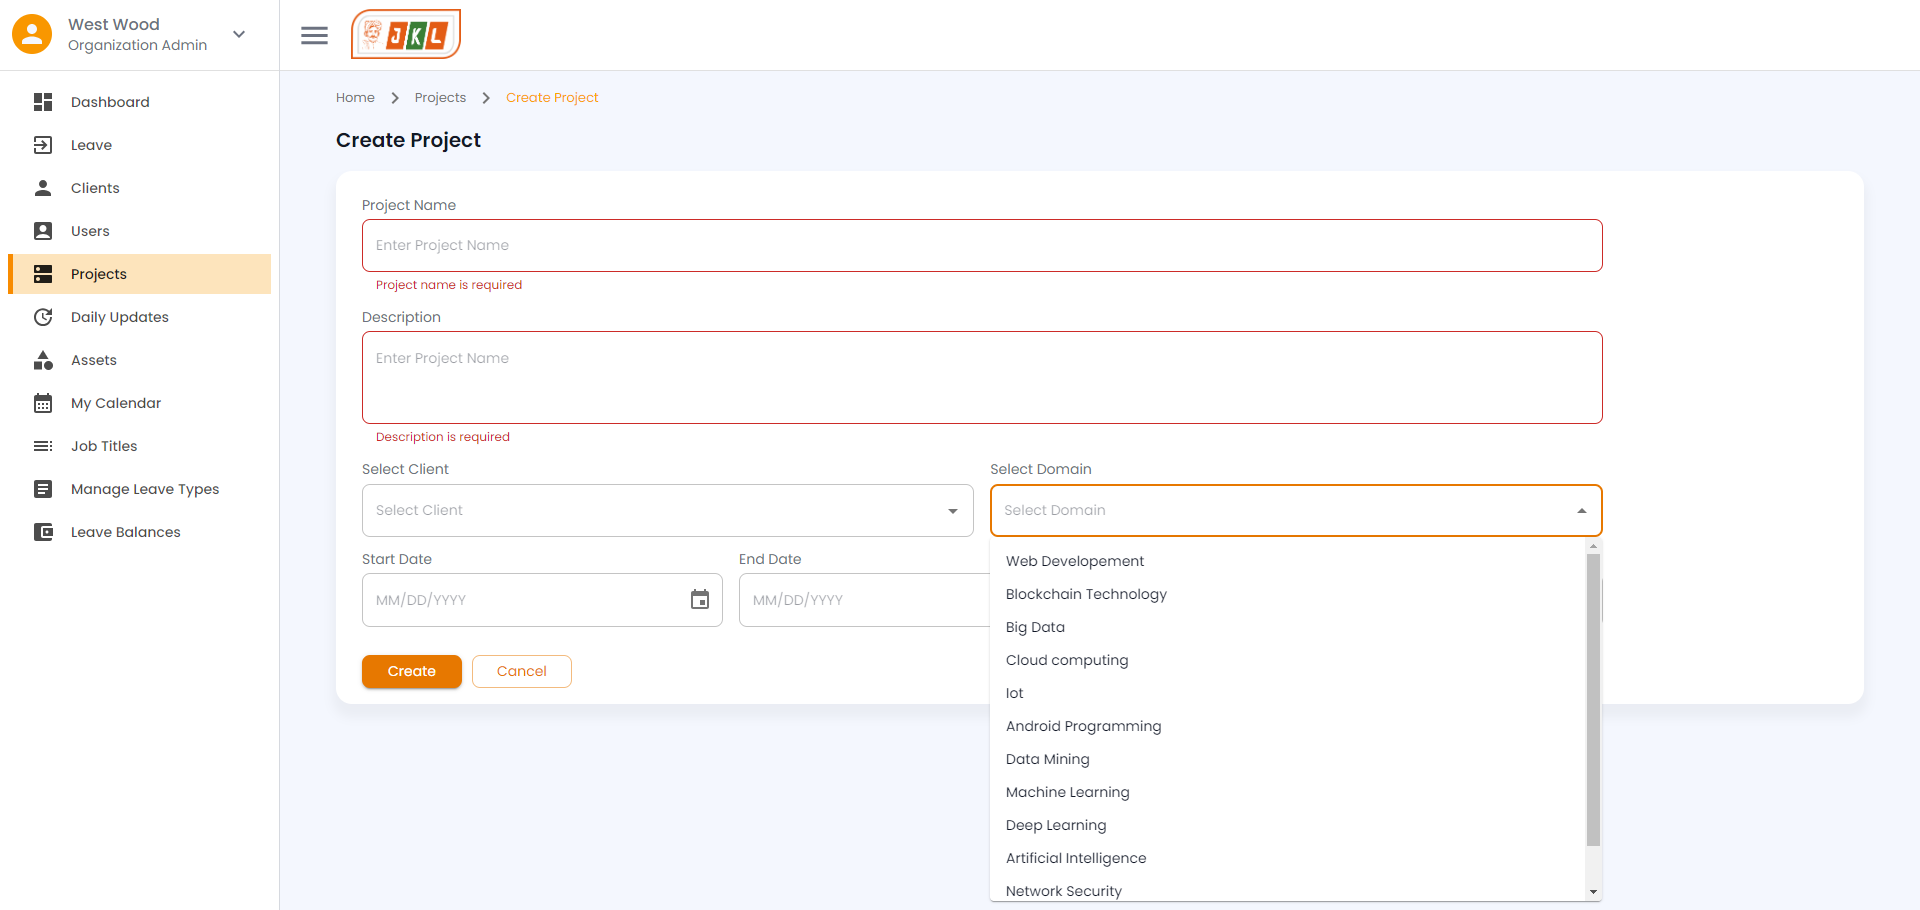 West Wood
Organization Admin
JKL
Dashboard
Leave
Clients
Users
Projects
Daily Updates
Assets
My Calendar
Job Titles
Manage Leave Types
Leave Balances
Home > Projects > Create Project
Create Project
Project Name
Enter Project Name
Project name is required
Description
Enter Project Name
Description is required
Select Client
Select Client
Select Domain
Select Domain
Start Date
MM/DD/YYYY
End Date
MM/DD/YYYY
Web Developement
Blockchain Technology
Big Data
Cloud computing
Iot
Android Programming
Data Mining
Machine Learning
Deep Learning
Artificial Intelligence
Network Security
Create
Cancel